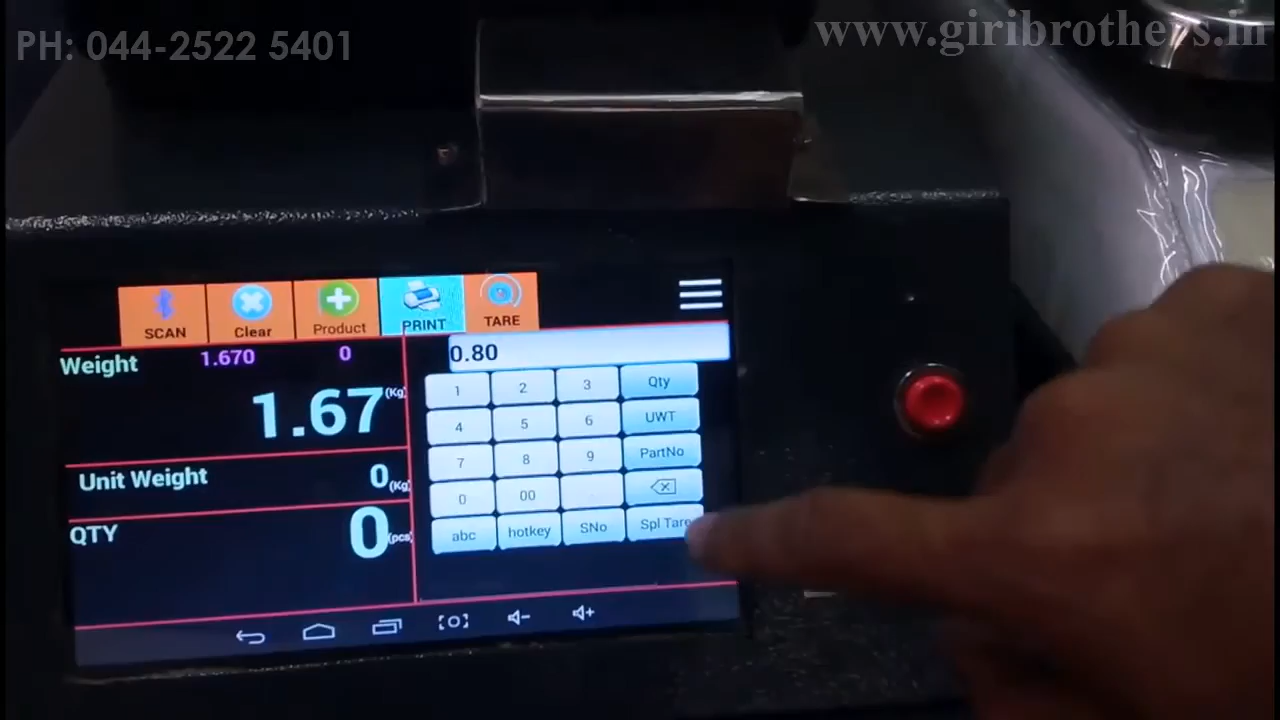 PH: 044-2522 5401
www.giribrothers.in
SCAN Clear Product PRINT TARE
Weight 1.670 0
0.80
1.67 (Kg)
1 2 3 Qty
4 5 6 UWT
Unit Weight 0 (Kg)
7 8 9 PartNo
0 00
QTY 0 (pcs)
abc hotkey SNo Spl Tare